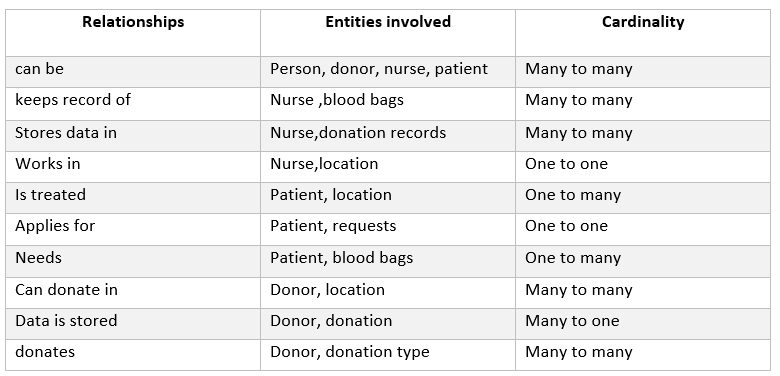 Relationships Entities involved Cardinality
can be Person, donor, nurse, patient Many to many
keeps record of Nurse ,blood bags Many to many
Stores data in Nurse,donation records Many to many
Works in Nurse,location One to one
Is treated Patient, location One to many
Applies for Patient, requests One to one
Needs Patient, blood bags One to many
Can donate in Donor, location Many to many
Data is stored Donor, donation Many to one
donates Donor, donation type Many to many